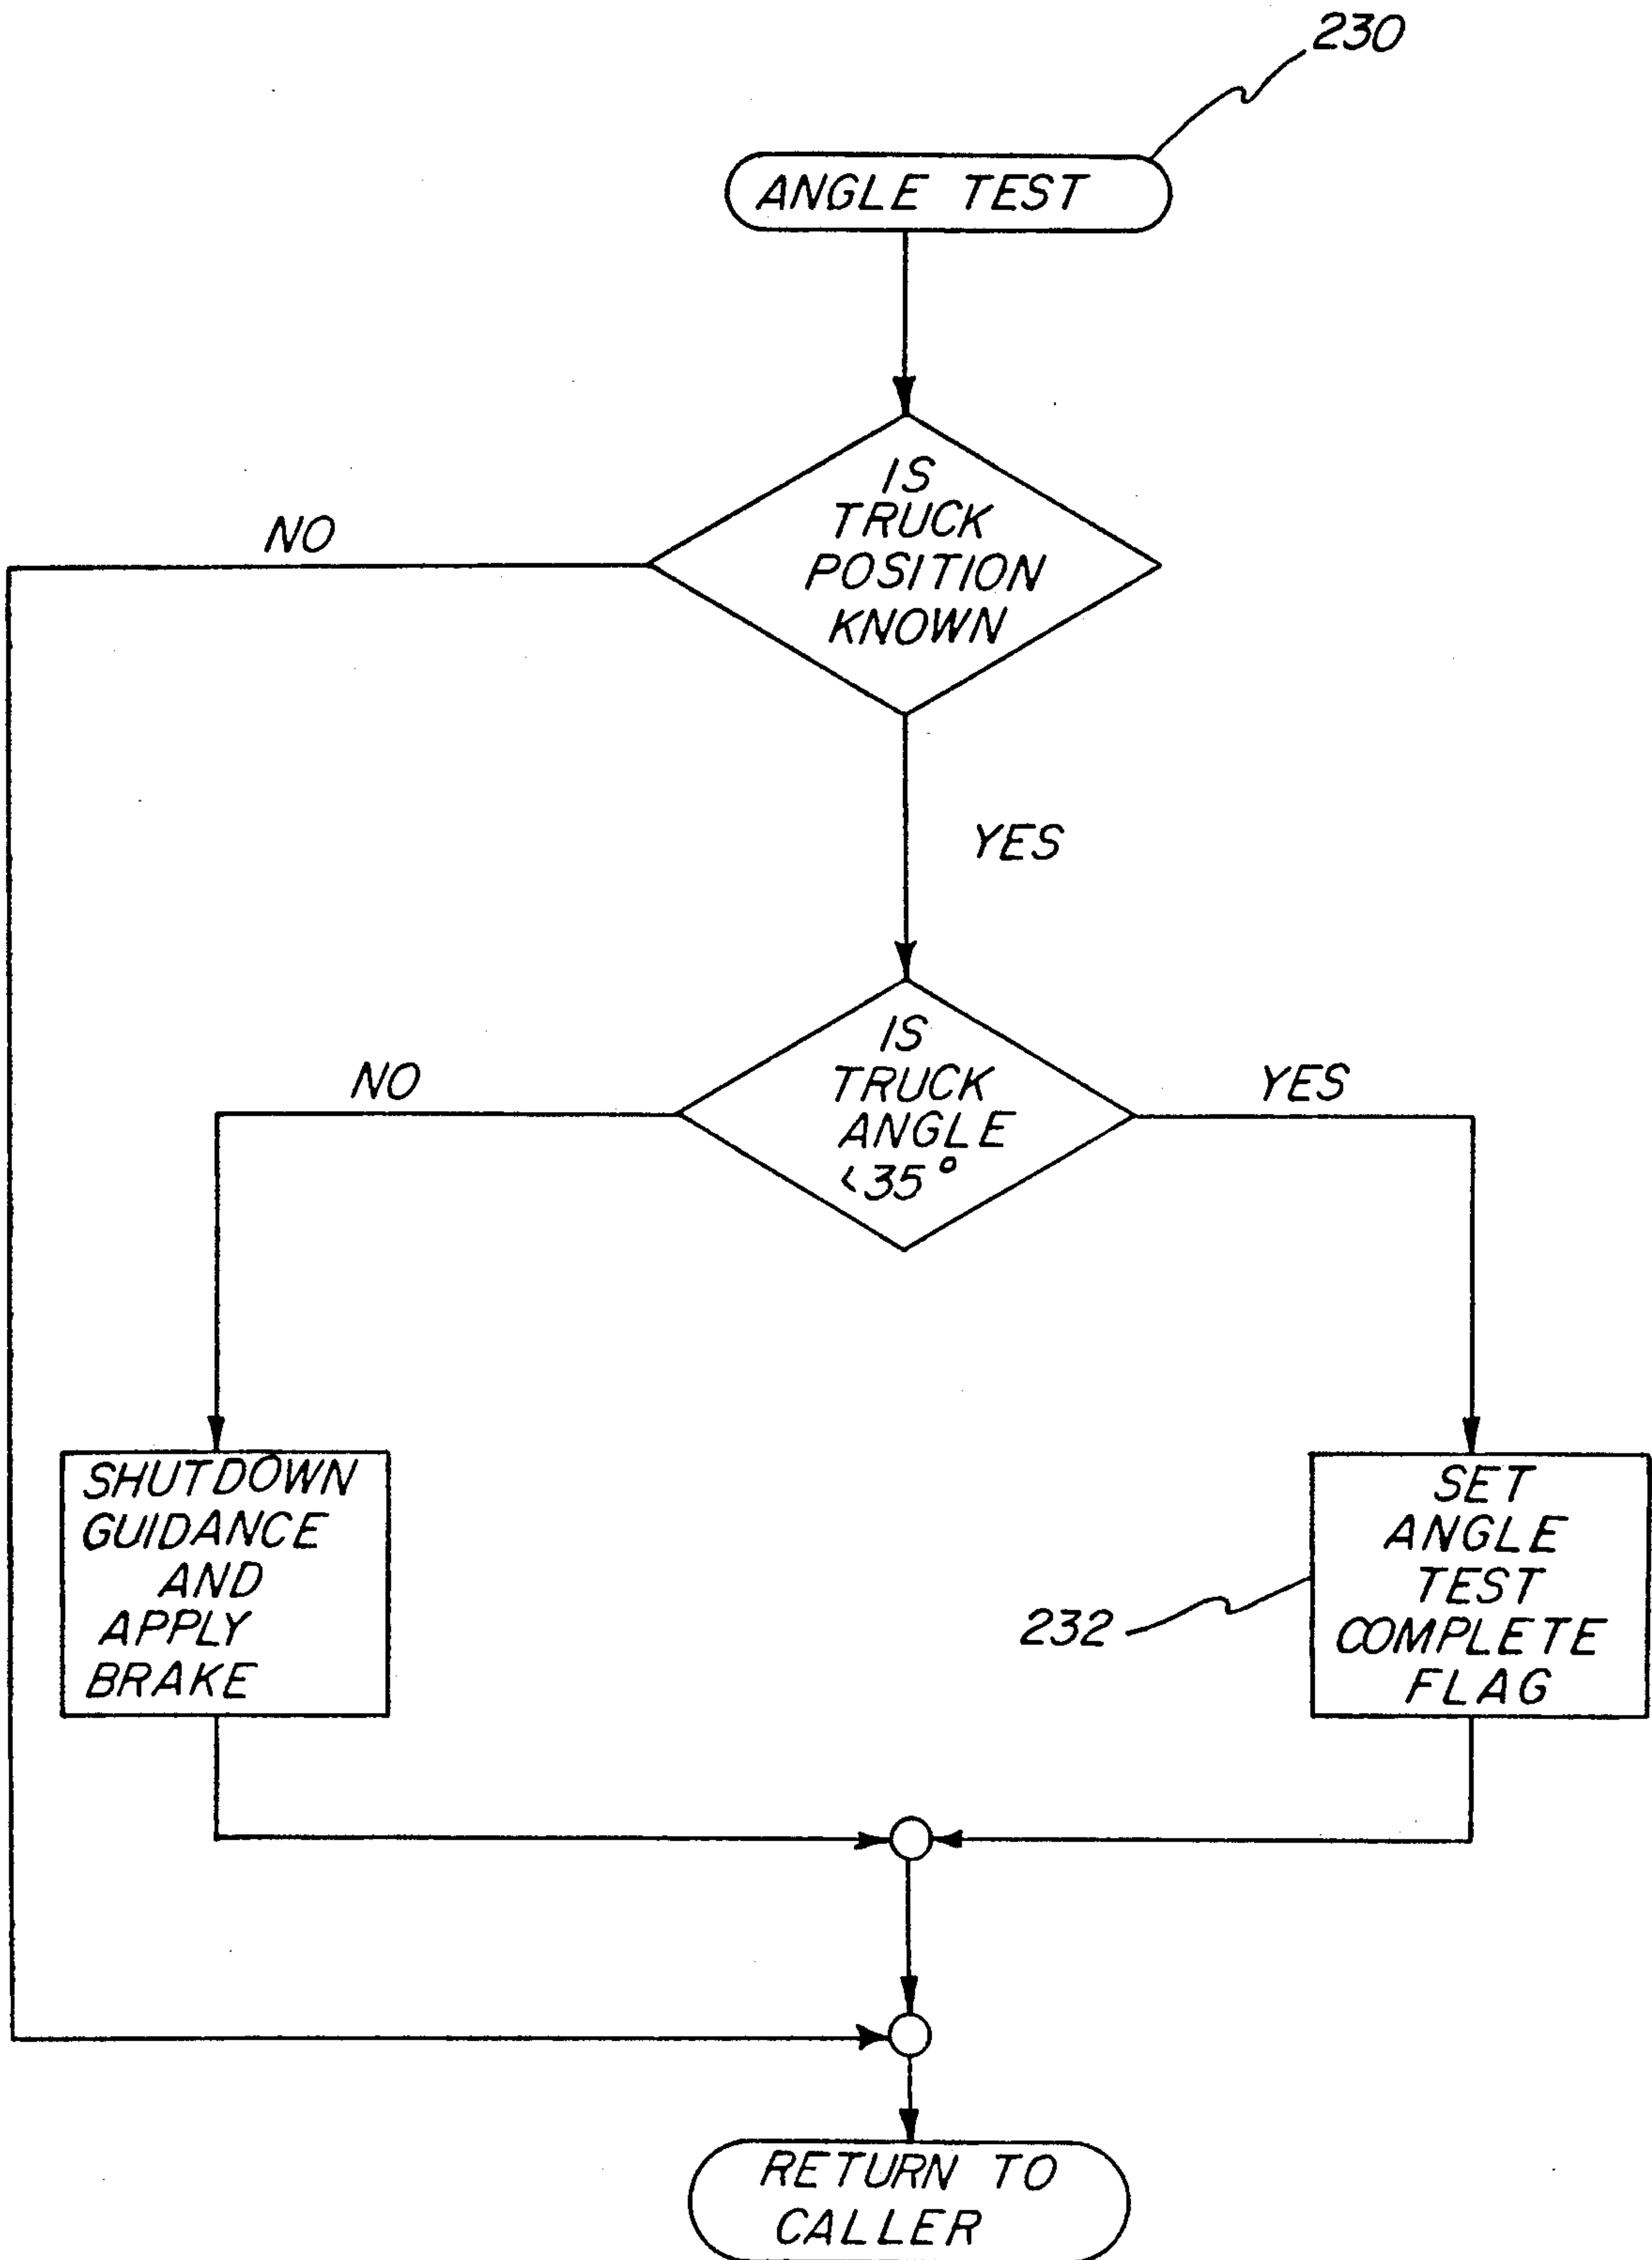 230
ANGLE TEST
IS
TRUCK
POSITION
KNOWN
NO
YES
IS
TRUCK
ANGLE
<35°
NO
YES
SHUTDOWN
GUIDANCE
AND
APPLY
BRAKE
SET
ANGLE
TEST
COMPLETE
FLAG
232
RETURN TO
CALLER